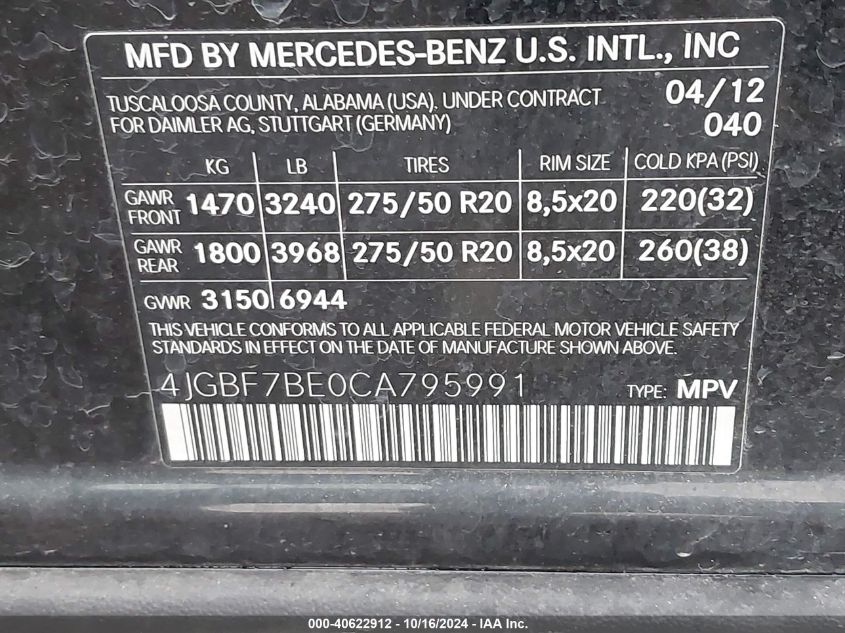 MFD BY MERCEDES-BENZ U.S. INTL., INC
TUSCALOOSA COUNTY, ALABAMA (USA). UNDER CONTRACT 04/12
FOR DAIMLER AG, STUTTGART (GERMANY) 040
KG LB TIRES RIM SIZE COLD KPA (PSI)
GAWR FRONT 1470 3240 275/50 R20 8,5x20 220(32)
GAWR REAR 1800 3968 275/50 R20 8,5x20 260(38)
GVWR 3150 6944
THIS VEHICLE CONFORMS TO ALL APPLICABLE FEDERAL MOTOR VEHICLE SAFETY
STANDARDS IN EFFECT ON THE DATE OF MANUFACTURE SHOWN ABOVE.
4JGBF7BE0CA795991 TYPE: MPV
000-40622912 - 10/16/2024 - IAA Inc.